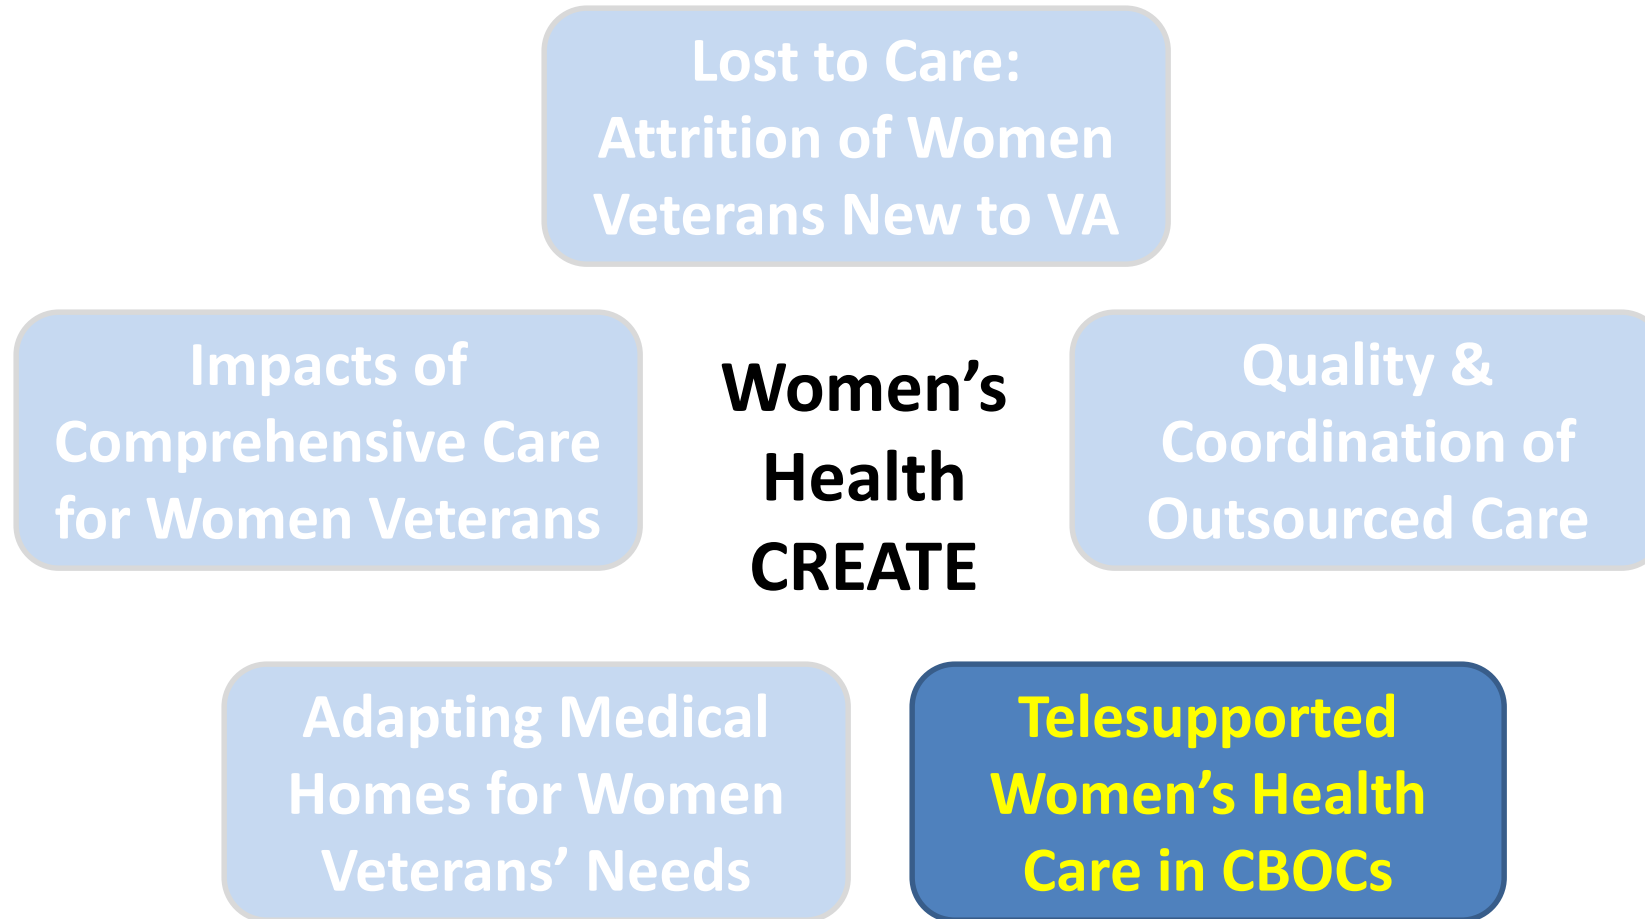 Lost to Care:
Attrition of Women
Veterans New to VA
Impacts of
Comprehensive Care
for Women Veterans
Women’s
Health
CREATE
Quality &
Coordination of
Outsourced Care
Adapting Medical
Homes for Women
Veterans’ Needs
Telesupported
Women’s Health
Care in CBOCs